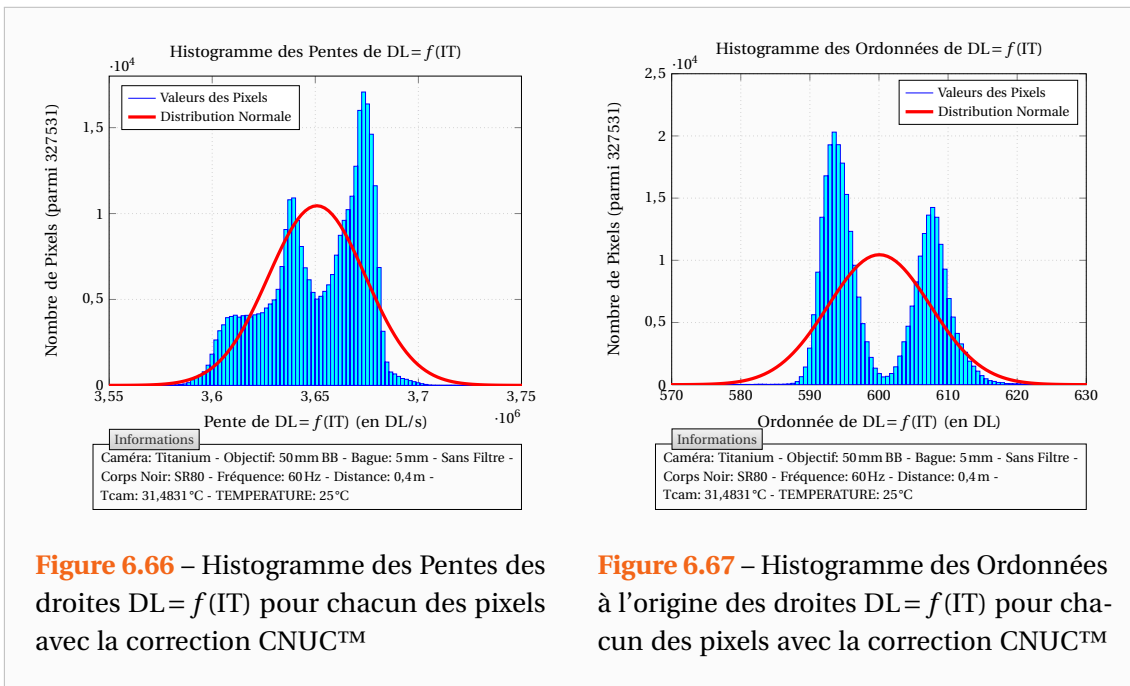 Histogramme des Pentes de DL = f(IT)
·10⁴
Valeurs des Pixels
Distribution Normale
1,5
1
0,5
0
Nombre de Pixels (parmi 327531)
3,55 3,6 3,65 3,7 3,75
·10⁶
Pente de DL = f(IT) (en DL/s)
Informations
Caméra: Titanium - Objectif: 50 mm BB - Bague: 5 mm - Sans Filtre -
Corps Noir: SR80 - Fréquence: 60 Hz - Distance: 0,4 m -
Tcam: 31,4831 °C - TEMPERATURE: 25 °C
Figure 6.66 – Histogramme des Pentes des
droites DL = f(IT) pour chacun des pixels
avec la correction CNUC™
Histogramme des Ordonnées de DL = f(IT)
·10⁴
Valeurs des Pixels
Distribution Normale
2,5
2
1,5
1
0,5
0
Nombre de Pixels (parmi 327531)
570 580 590 600 610 620 630
Ordonnée de DL = f(IT) (en DL)
Informations
Caméra: Titanium - Objectif: 50 mm BB - Bague: 5 mm - Sans Filtre -
Corps Noir: SR80 - Fréquence: 60 Hz - Distance: 0,4 m -
Tcam: 31,4831 °C - TEMPERATURE: 25 °C
Figure 6.67 – Histogramme des Ordonnées
à l'origine des droites DL = f(IT) pour cha-
cun des pixels avec la correction CNUC™